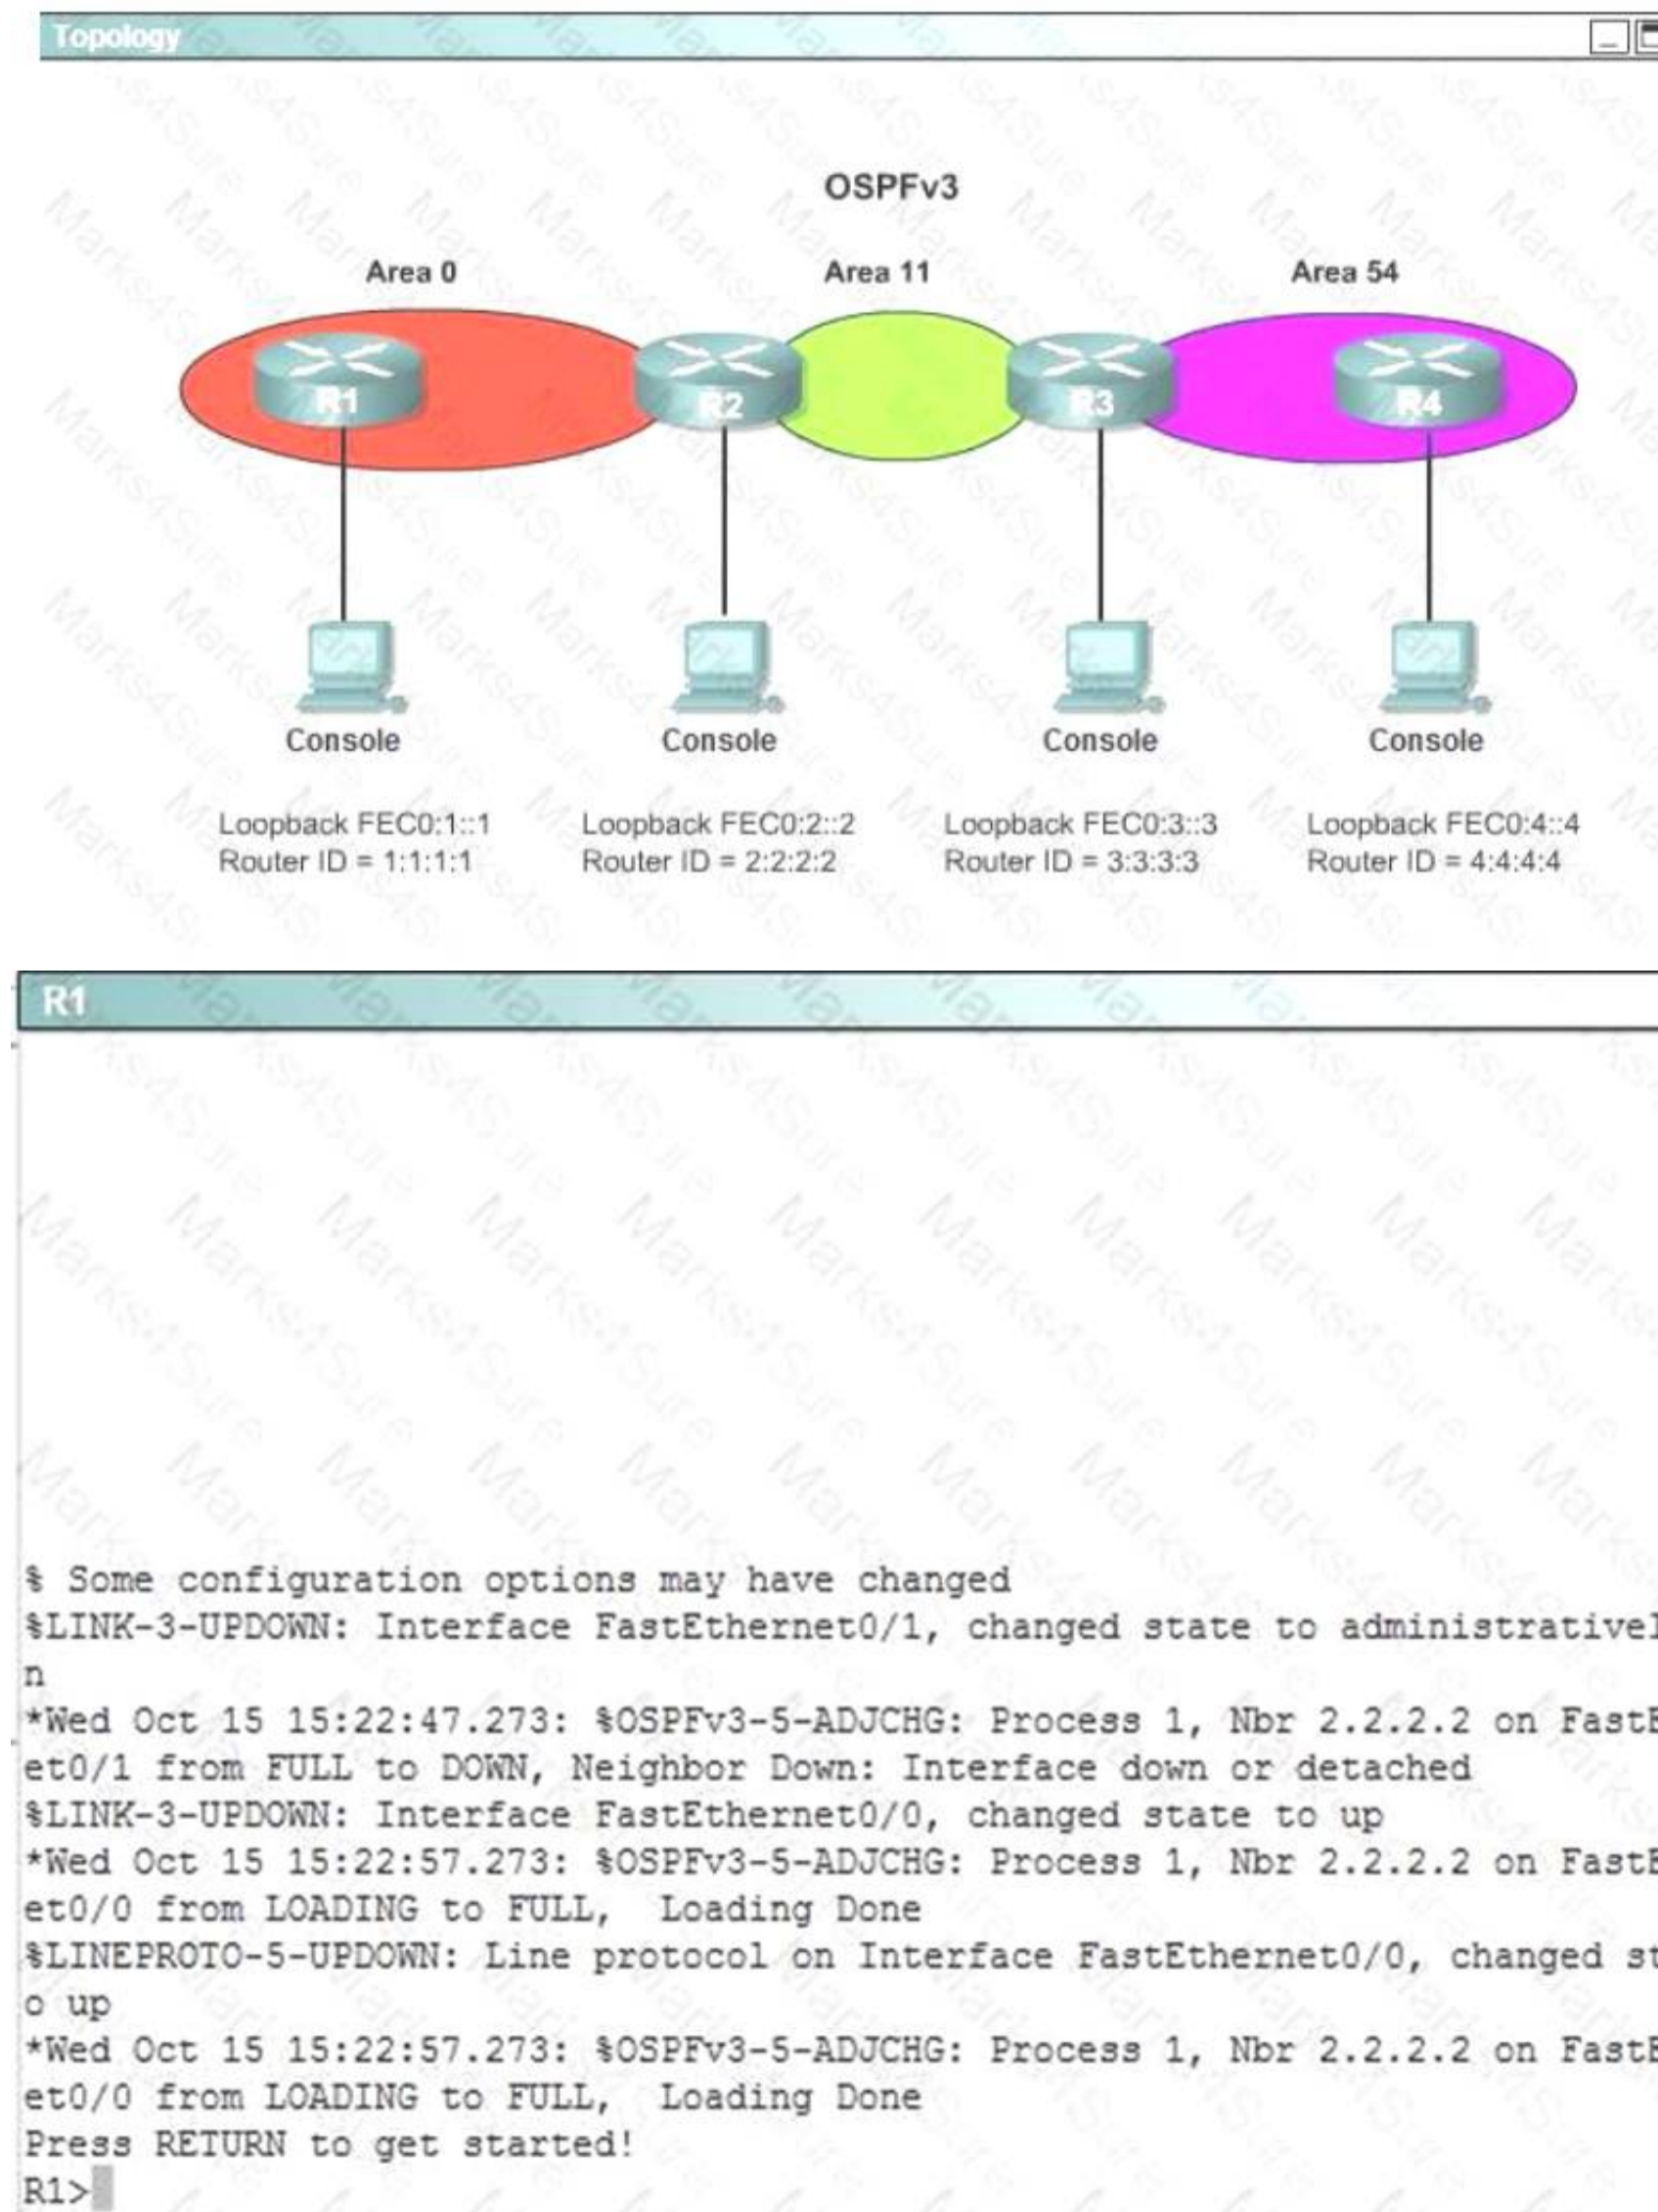 Topology
OSPFv3
Area 0 Area 11 Area 54
R1 R2 R3 R4
Console Console Console Console
Loopback FEC0:1::1 Loopback FEC0:2::2 Loopback FEC0:3::3 Loopback FEC0:4::4
Router ID = 1:1:1:1 Router ID = 2:2:2:2 Router ID = 3:3:3:3 Router ID = 4:4:4:4
R1
% Some configuration options may have changed
%LINK-3-UPDOWN: Interface FastEthernet0/1, changed state to administrativel
n
*Wed Oct 15 15:22:47.273: %OSPFv3-5-ADJCHG: Process 1, Nbr 2.2.2.2 on FastE
et0/1 from FULL to DOWN, Neighbor Down: Interface down or detached
%LINK-3-UPDOWN: Interface FastEthernet0/0, changed state to up
*Wed Oct 15 15:22:57.273: %OSPFv3-5-ADJCHG: Process 1, Nbr 2.2.2.2 on FastE
et0/0 from LOADING to FULL, Loading Done
%LINEPROTO-5-UPDOWN: Line protocol on Interface FastEthernet0/0, changed st
o up
*Wed Oct 15 15:22:57.273: %OSPFv3-5-ADJCHG: Process 1, Nbr 2.2.2.2 on FastE
et0/0 from LOADING to FULL, Loading Done
Press RETURN to get started!
R1>
Marks4Sure